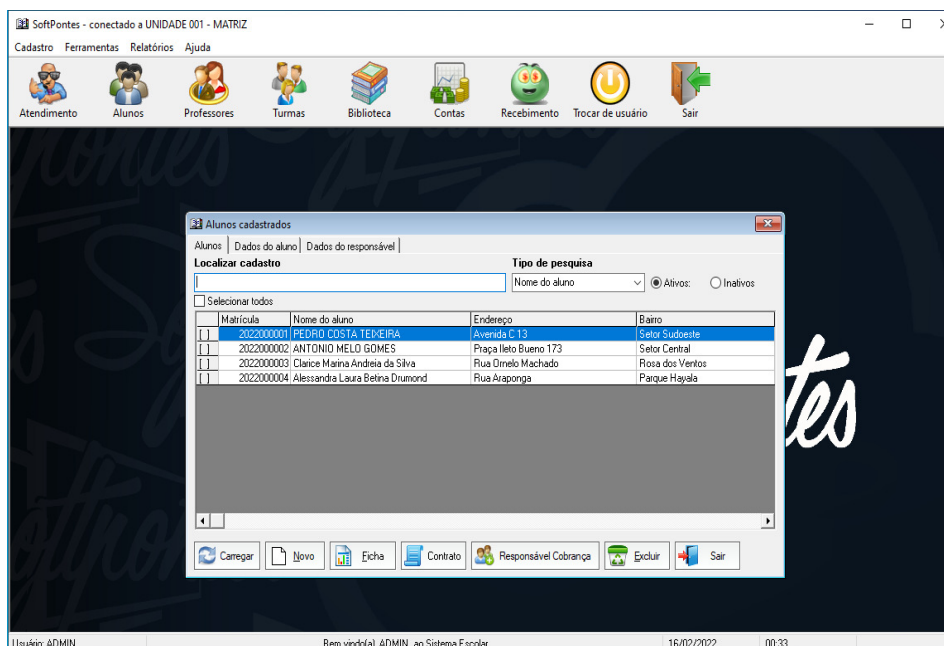 SoftPontes - conectado a UNIDADE 001 - MATRIZ
Cadastro Ferramentas Relatórios Ajuda
Atendimento Alunos Professores Turmas Biblioteca Contas Recebimento Trocar de usuário Sair
Alunos cadastrados
Alunos Dados do aluno Dados do responsável
Localizar cadastro Tipo de pesquisa
Nome do aluno Ativos: Inativos
Selecionar todos
Matrícula Nome do aluno Endereço Bairro
[ ] 2022000001 PEDRO COSTA TEIXEIRA Avenida C 13 Setor Sudoeste
[ ] 2022000002 ANTONIO MELO GOMES Praça Ileto Bueno 173 Setor Central
[ ] 2022000003 Clarice Marina Andreia da Silva Rua Ornelo Machado Rosa dos Ventos
[ ] 2022000004 Alessandra Laura Betina Drumond Rua Araponga Parque Hayala
Carregar Novo Ficha Contrato Responsável Cobrança Excluir Sair
Usuário: ADMIN Bem vindo(a), ADMIN, ao Sistema Escolar 16/02/2022 00:33